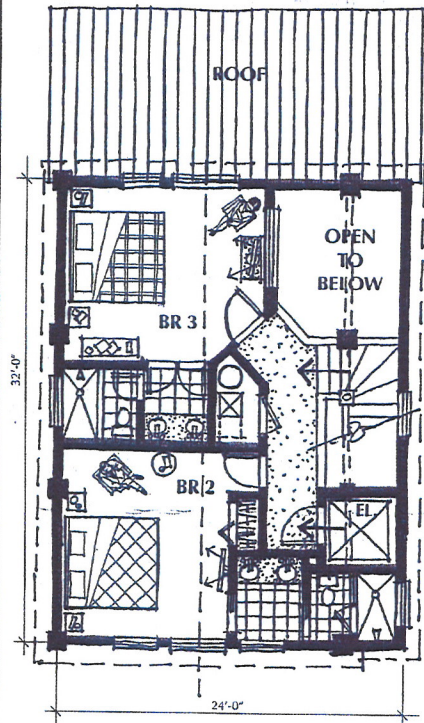 ROOF
OPEN
TO
BELOW
BR 3
32'-0"
BR 2
EL
24'-0"